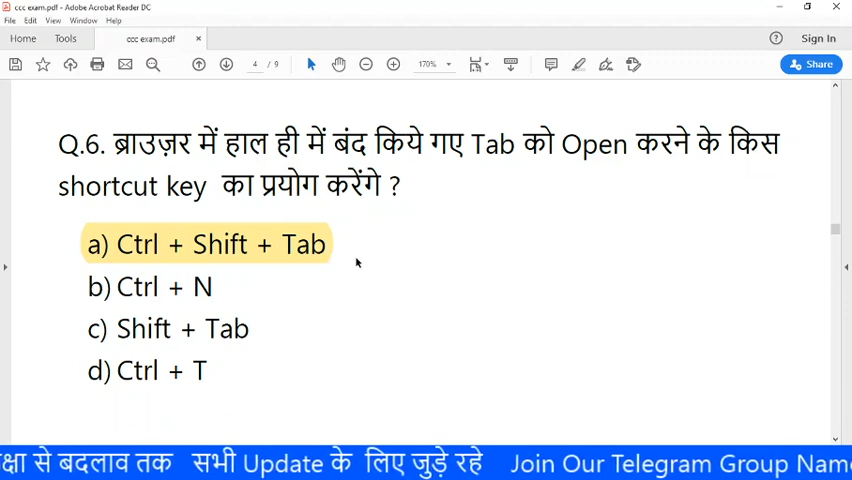 ccc exam.pdf - Adobe Acrobat Reader DC
File Edit View Window Help
Home Tools ccc exam.pdf × Sign In
4 / 9 170% Share
Q.6. ब्राउज़र में हाल ही में बंद किये गए Tab को Open करने के किस
shortcut key का प्रयोग करेंगे ?
a) Ctrl + Shift + Tab
b) Ctrl + N
c) Shift + Tab
d) Ctrl + T
क्षा से बदलाव तक सभी Update के लिए जुड़े रहे Join Our Telegram Group Name